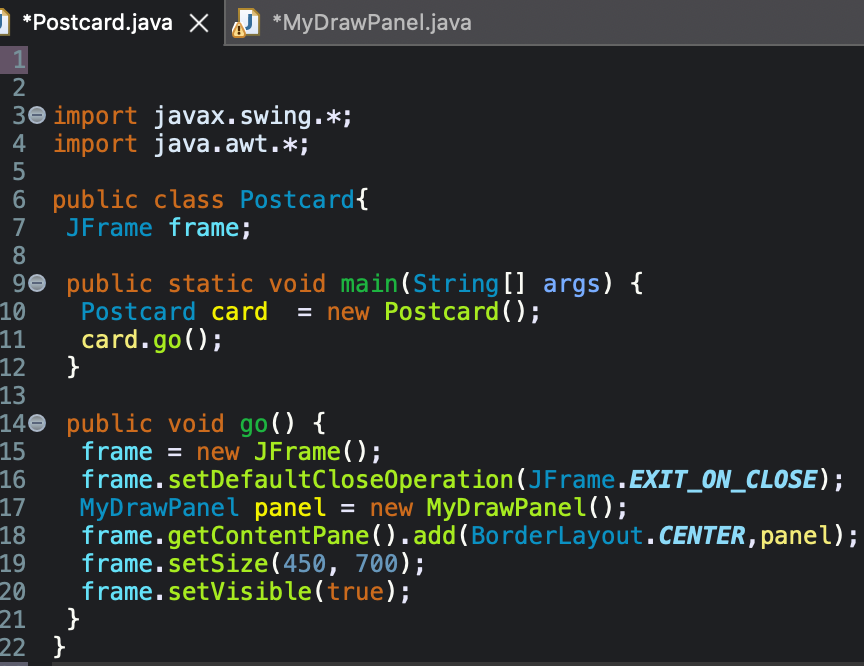 *Postcard.java
*MyDrawPanel.java
1
2
3 import javax.swing.*;
4 import java.awt.*;
5
6 public class Postcard{
7 JFrame frame;
8
9 public static void main(String[] args) {
10 Postcard card  = new Postcard();
11 card.go();
12 }
13
14 public void go() {
15 frame = new JFrame();
16 frame.setDefaultCloseOperation(JFrame.EXIT_ON_CLOSE);
17 MyDrawPanel panel = new MyDrawPanel();
18 frame.getContentPane().add(BorderLayout.CENTER,panel);
19 frame.setSize(450, 700);
20 frame.setVisible(true);
21 }
22 }